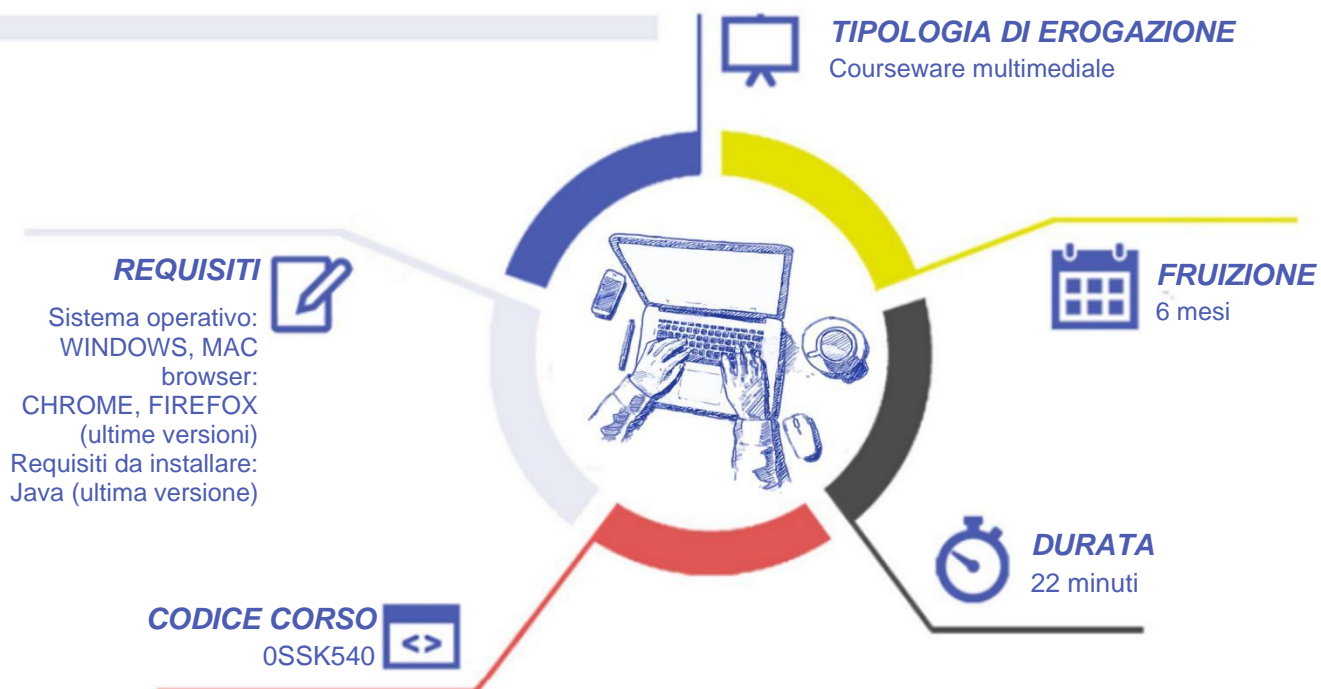 TIPOLOGIA DI EROGAZIONE
Courseware multimediale
REQUISITI
Sistema operativo:
WINDOWS, MAC
browser:
CHROME, FIREFOX
(ultime versioni)
Requisiti da installare:
Java (ultima versione)
FRUIZIONE
6 mesi
DURATA
22 minuti
CODICE CORSO
0SSK540